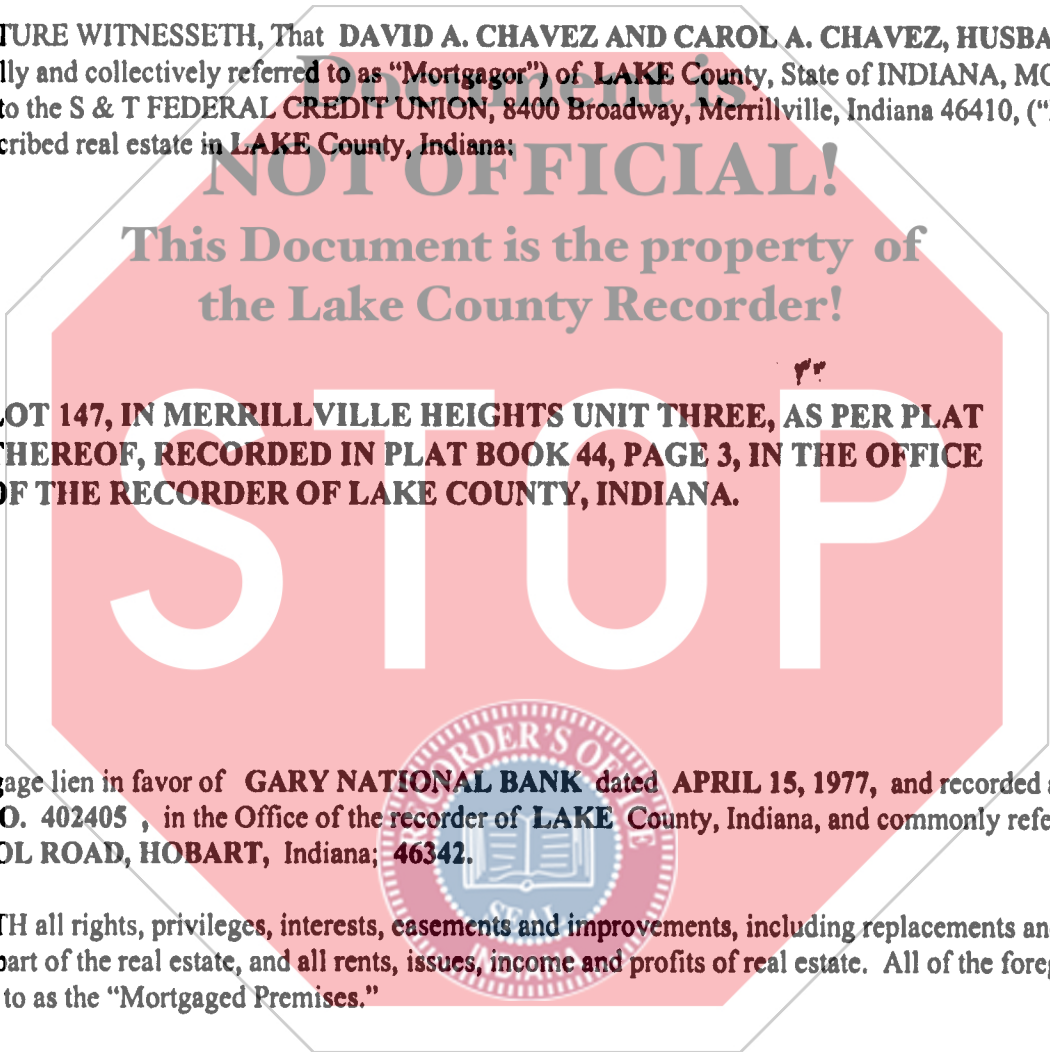 TURE WITNESSETH, That DAVID A. CHAVEZ AND CAROL A. CHAVEZ, HUSBA
lly and collectively referred to as “Mortgagor”) of LAKE County, State of INDIANA, MO
Document is
to the S & T FEDERAL CREDIT UNION, 8400 Broadway, Merrillville, Indiana 46410, (“
cribed real estate in LAKE County, Indiana:
NOT OFFICIAL!
This Document is the property of
the Lake County Recorder!
STOP
LOT 147, IN MERRILLVILLE HEIGHTS UNIT THREE, AS PER PLAT
THEREOF, RECORDED IN PLAT BOOK 44, PAGE 3, IN THE OFFICE
OF THE RECORDER OF LAKE COUNTY, INDIANA.
RECORDER'S OFFICE
SEAL
INDIANA
gage lien in favor of GARY NATIONAL BANK dated APRIL 15, 1977, and recorded a
O. 402405 , in the Office of the recorder of LAKE County, Indiana, and commonly refe
OL ROAD, HOBART, Indiana; 46342.
TH all rights, privileges, interests, easements and improvements, including replacements an
part of the real estate, and all rents, issues, income and profits of real estate. All of the foreg
to as the “Mortgaged Premises.”